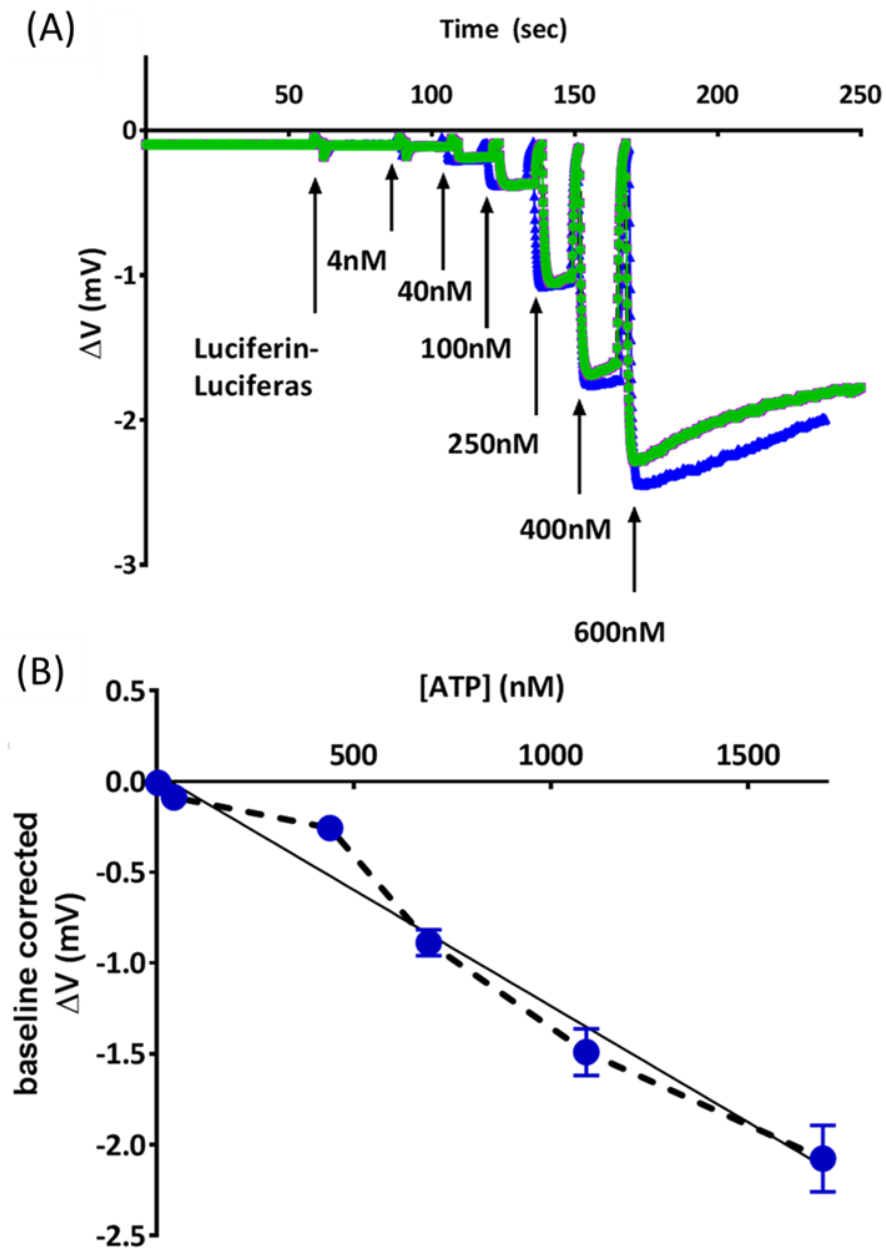 (A)
Time (sec)
50 100 150 200 250
0
-1
-2
-3
ΔV (mV)
4nM
40nM
Luciferin-
Luciferas
100nM
250nM
400nM
600nM
(B)
[ATP] (nM)
500 1000 1500
0.5
0.0
-0.5
-1.0
-1.5
-2.0
-2.5
baseline corrected
ΔV (mV)